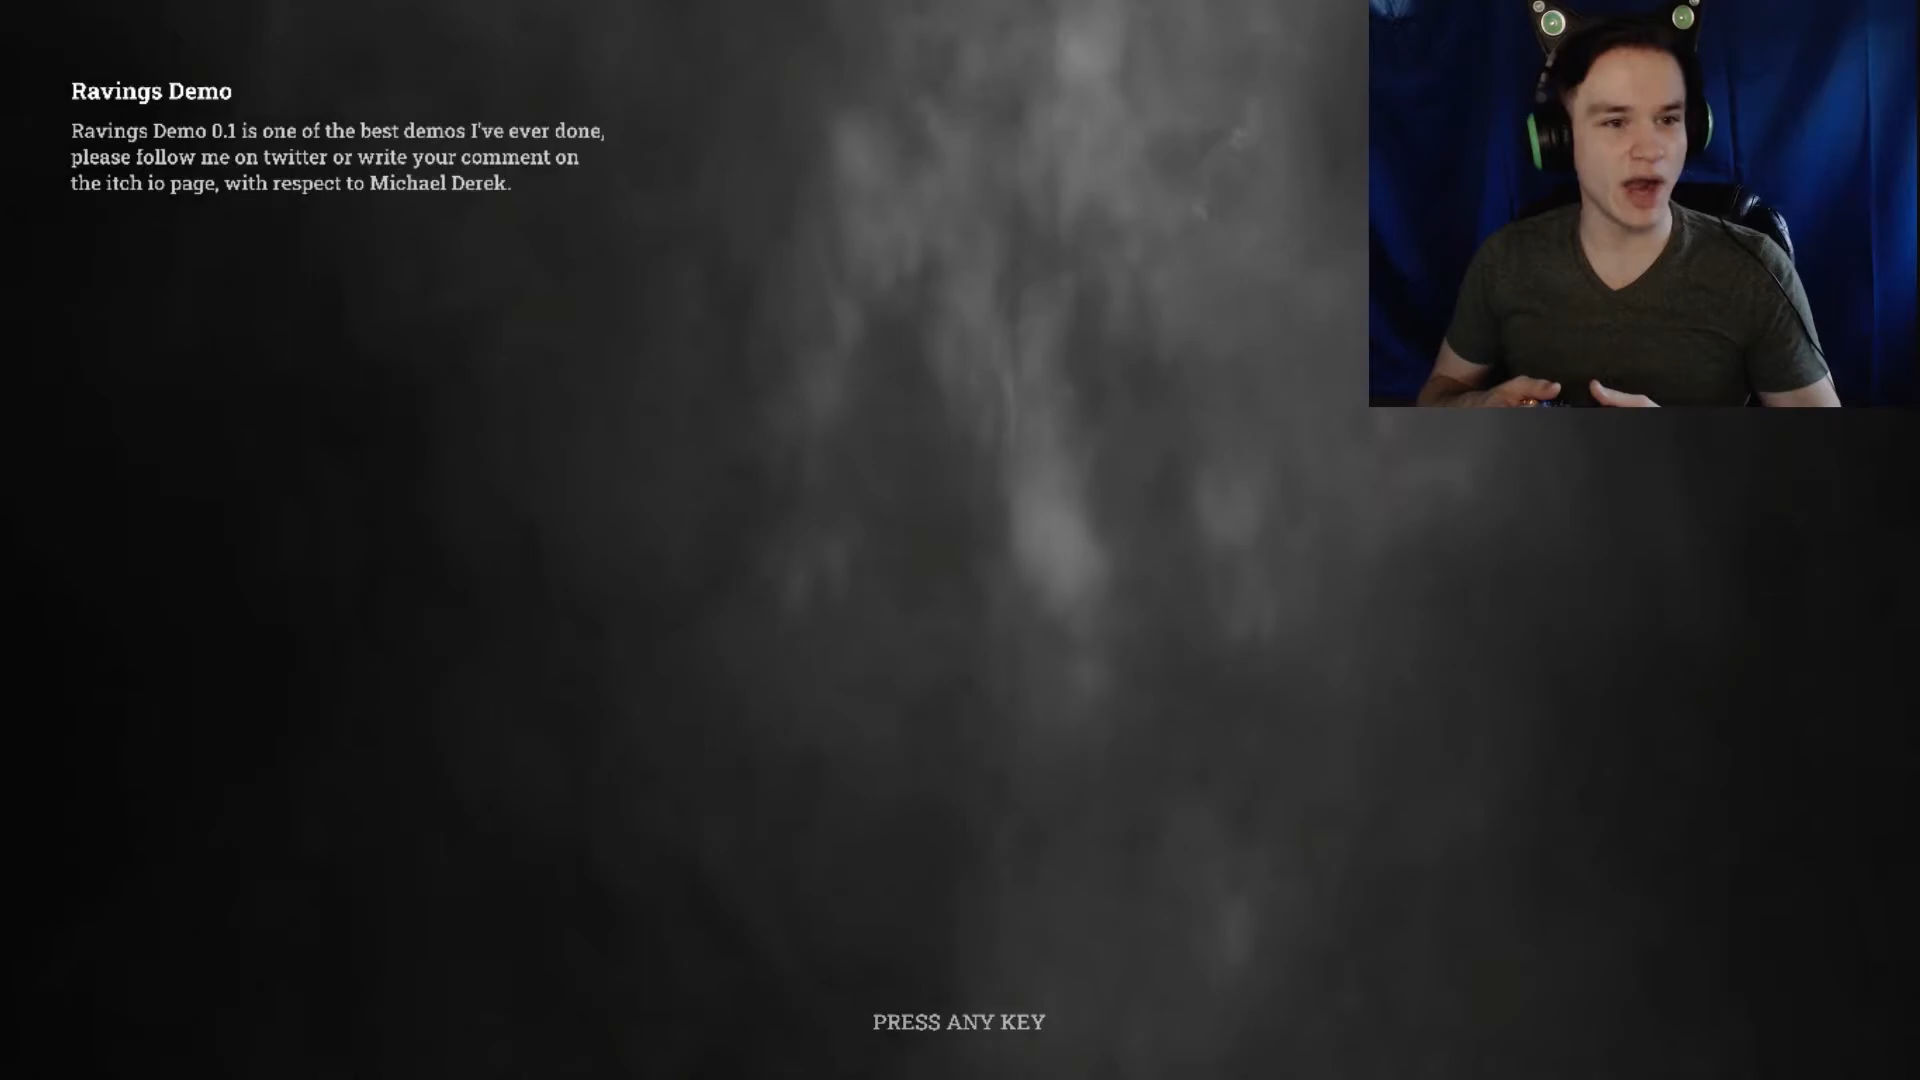 Ravings Demo
Ravings Demo 0.1 is one of the best demos I've ever done,
please follow me on twitter or write your comment on
the itch io page, with respect to Michael Derek.
PRESS ANY KEY